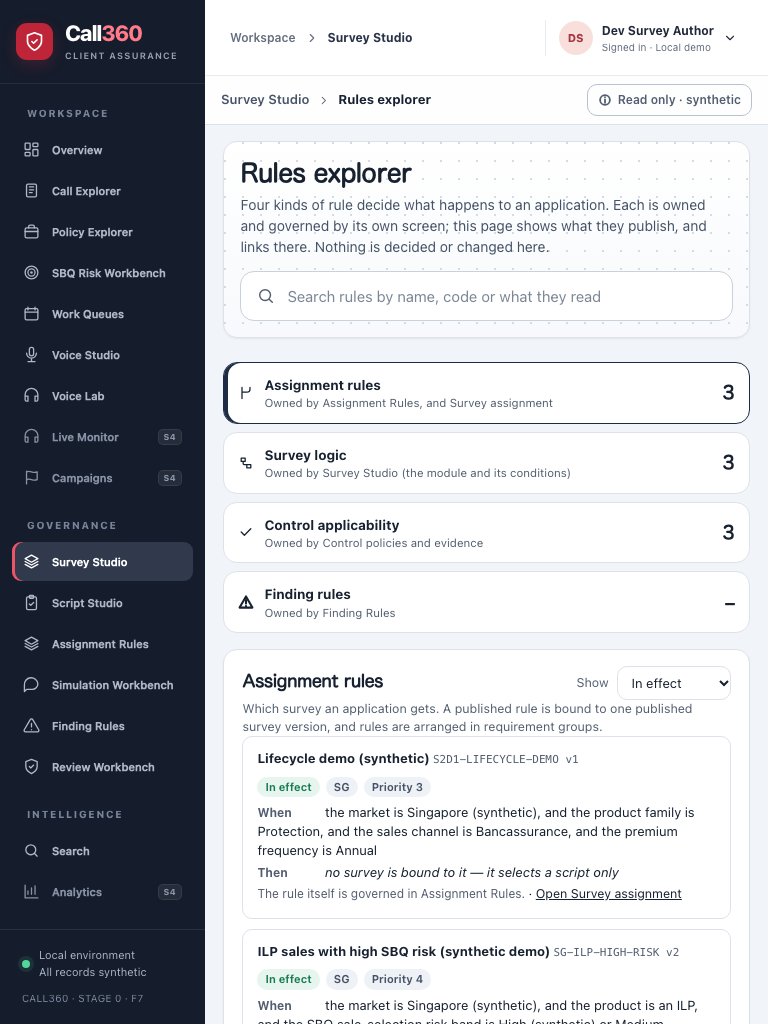 Call360
CLIENT ASSURANCE
WORKSPACE
Overview
Call Explorer
Policy Explorer
SBQ Risk Workbench
Work Queues
Voice Studio
Voice Lab
Live Monitor S4
Campaigns S4
GOVERNANCE
Survey Studio
Script Studio
Assignment Rules
Simulation Workbench
Finding Rules
Review Workbench
INTELLIGENCE
Search
Analytics S4
Local environment
All records synthetic
CALL360 · STAGE 0 · F7
Workspace > Survey Studio
DS
Dev Survey Author
Signed in · Local demo
Survey Studio > Rules explorer
Read only · synthetic
Rules explorer
Four kinds of rule decide what happens to an application. Each is owned
and governed by its own screen; this page shows what they publish, and
links there. Nothing is decided or changed here.
Search rules by name, code or what they read
Assignment rules
Owned by Assignment Rules, and Survey assignment
3
Survey logic
Owned by Survey Studio (the module and its conditions)
3
Control applicability
Owned by Control policies and evidence
3
Finding rules
Owned by Finding Rules
–
Assignment rules
Show In effect
Which survey an application gets. A published rule is bound to one published
survey version, and rules are arranged in requirement groups.
Lifecycle demo (synthetic) S2D1-LIFECYCLE-DEMO v1
In effect SG Priority 3
When the market is Singapore (synthetic), and the product family is
Protection, and the sales channel is Bancassurance, and the premium
frequency is Annual
Then no survey is bound to it — it selects a script only
The rule itself is governed in Assignment Rules. · Open Survey assignment
ILP sales with high SBQ risk (synthetic demo) SG-ILP-HIGH-RISK v2
In effect SG Priority 4
When the market is Singapore (synthetic), and the product is an ILP,
and the SBQ sale-selection risk band is High (synthetic) or Medium